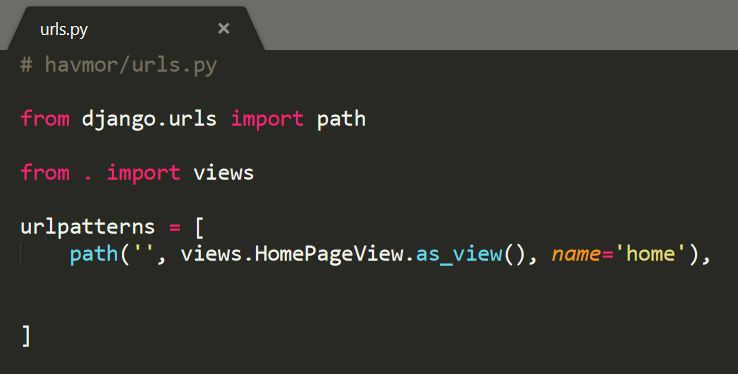 urls.py ×
# havmor/urls.py
from django.urls import path
from . import views
urlpatterns = [
    path('', views.HomePageView.as_view(), name='home'),
]